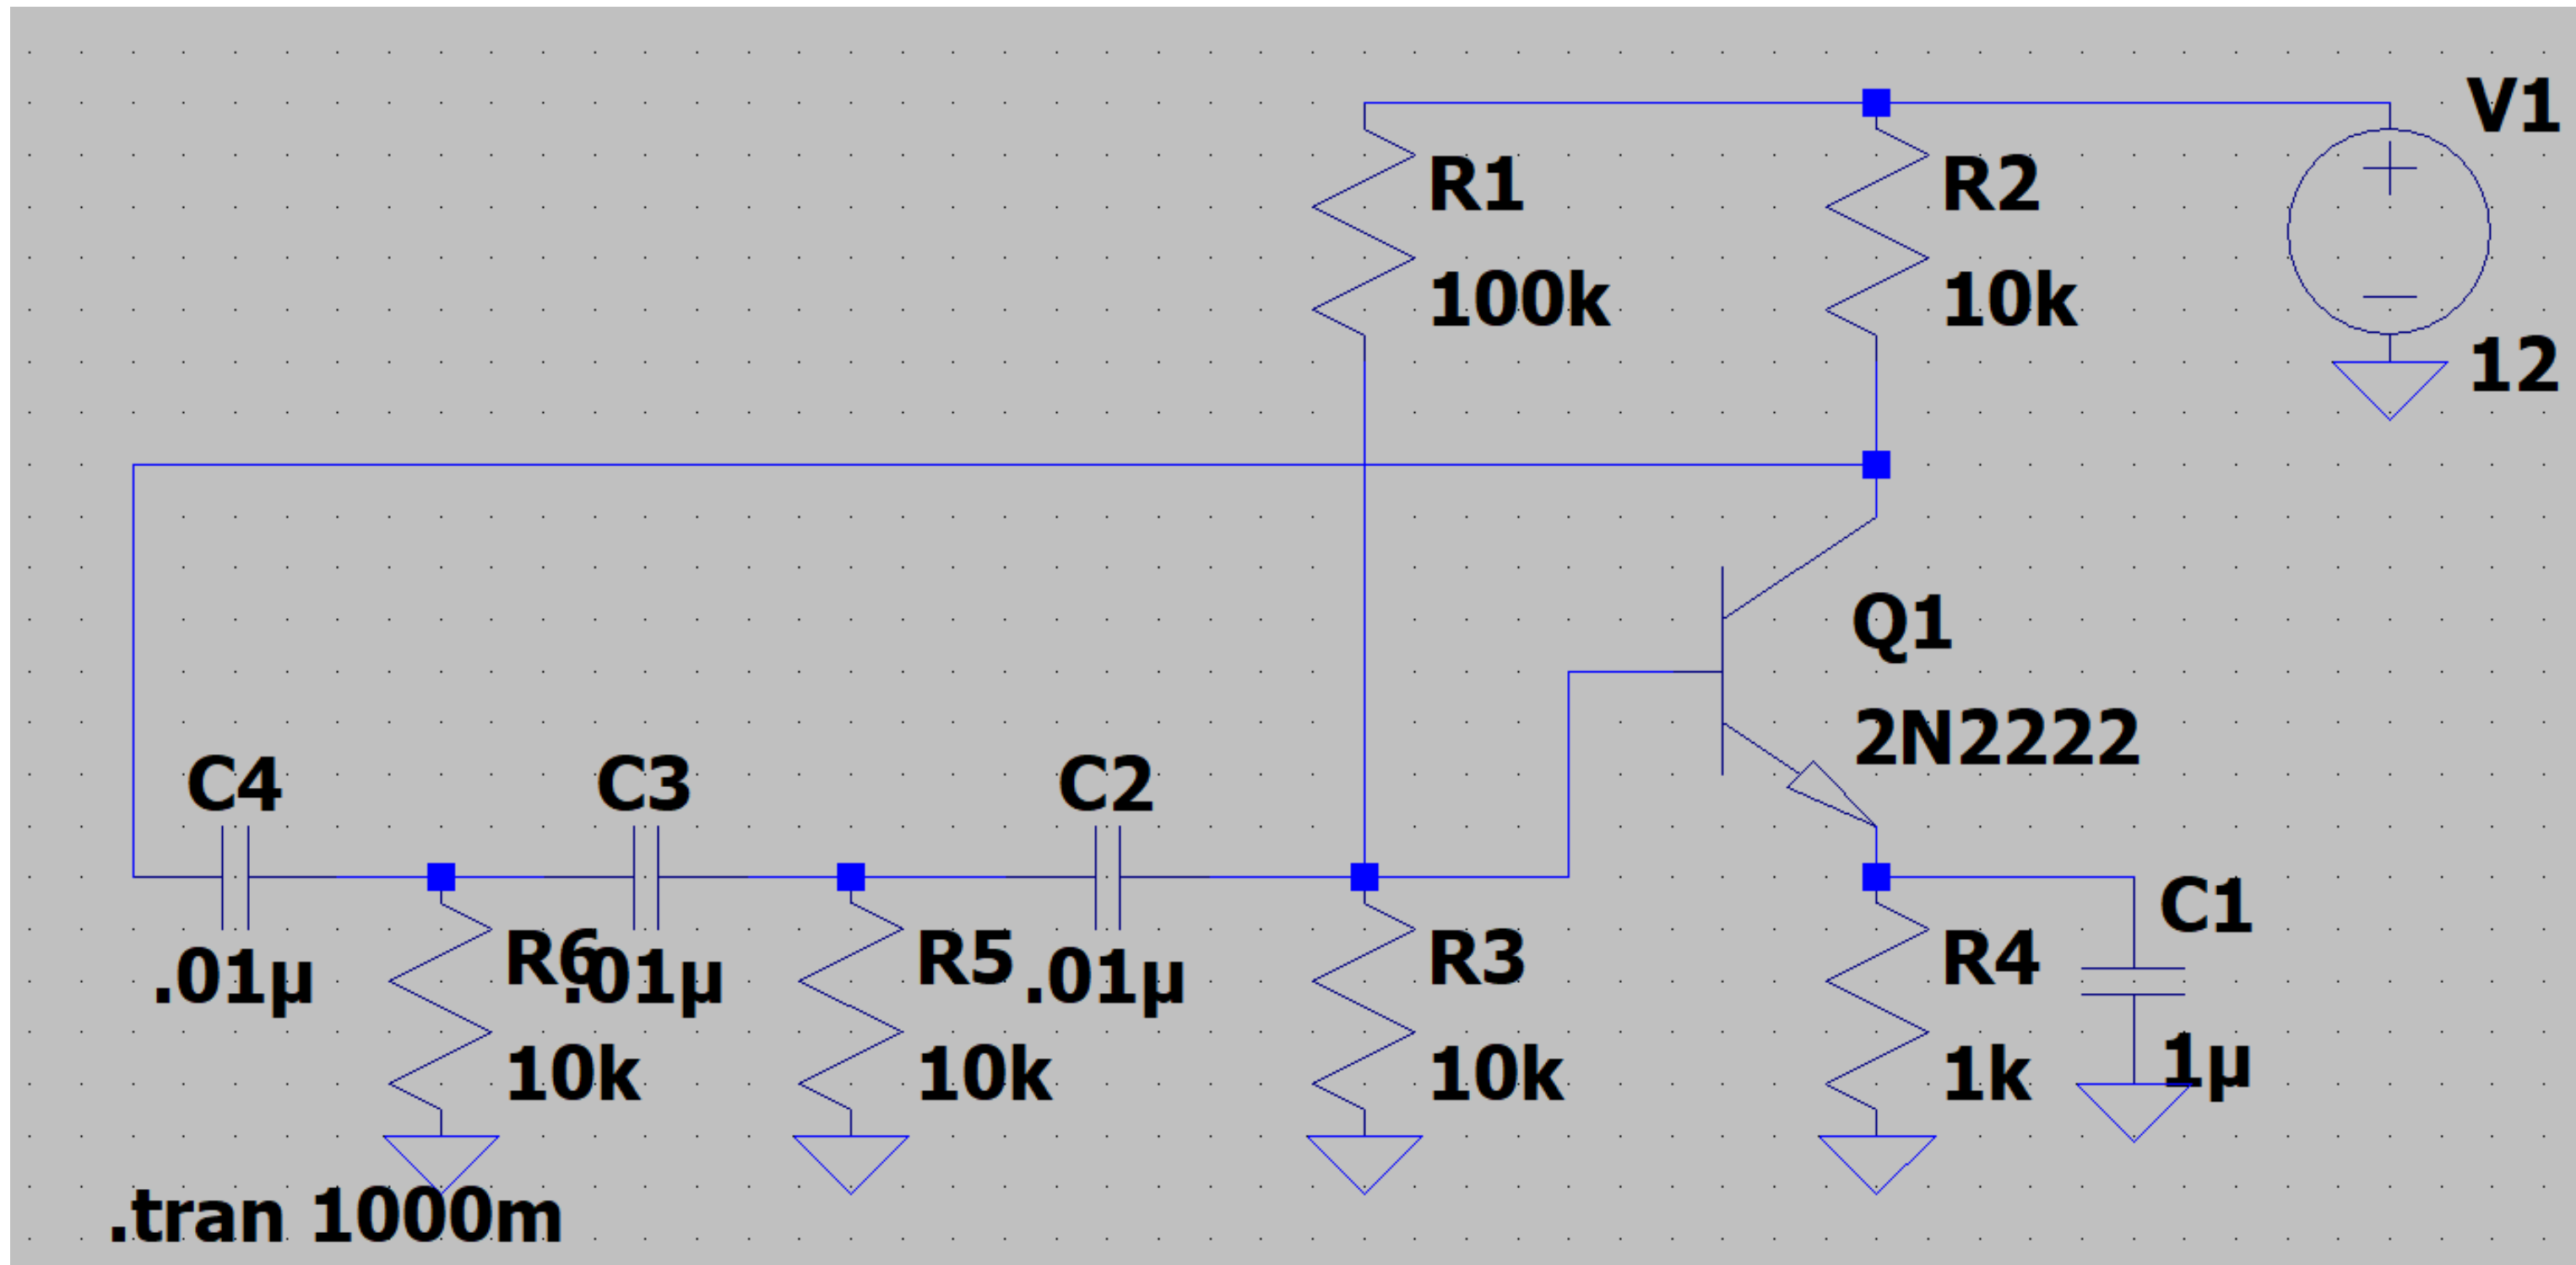 V1
R1
R2
100k
10k
12
Q1
2N2222
C4
C3
C2
C1
R6
R5
R3
R4
.01µ
.01µ
.01µ
10k
10k
10k
1k
1µ
.tran 1000m